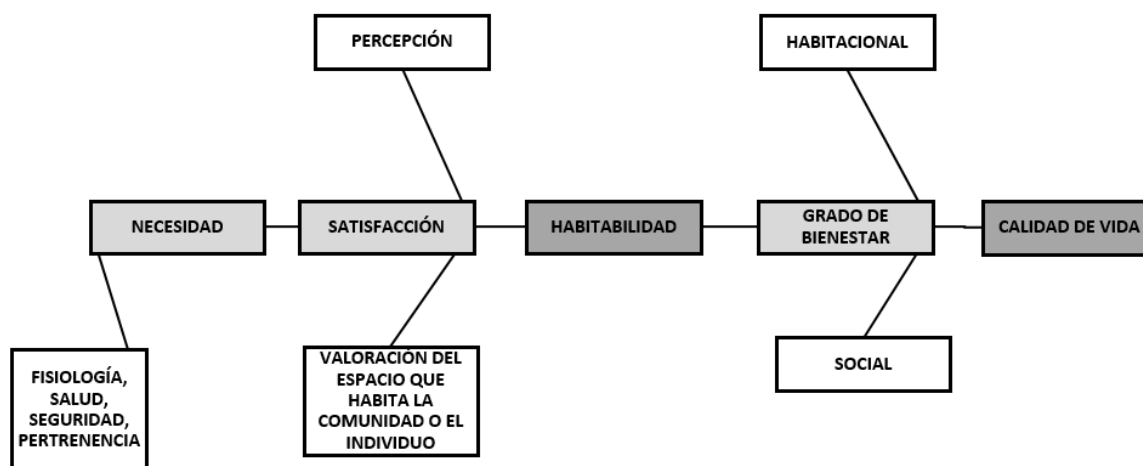 PERCEPCIÓN
HABITACIONAL
NECESIDAD
SATISFACCIÓN
HABITABILIDAD
GRADO DE
BIENESTAR
CALIDAD DE VIDA
FISIOLOGÍA,
SALUD,
SEGURIDAD,
PERTRENENCIA
VALORACIÓN DEL
ESPACIO QUE
HABITA LA
COMUNIDAD O EL
INDIVIDUO
SOCIAL